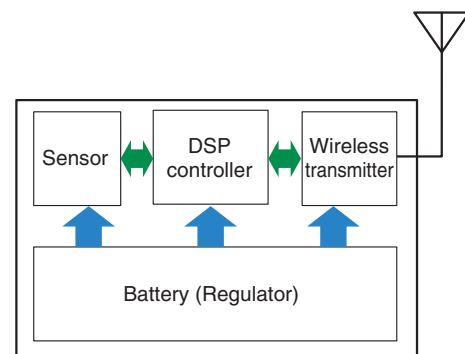 Sensor
DSP
controller
Wireless
transmitter
Battery (Regulator)